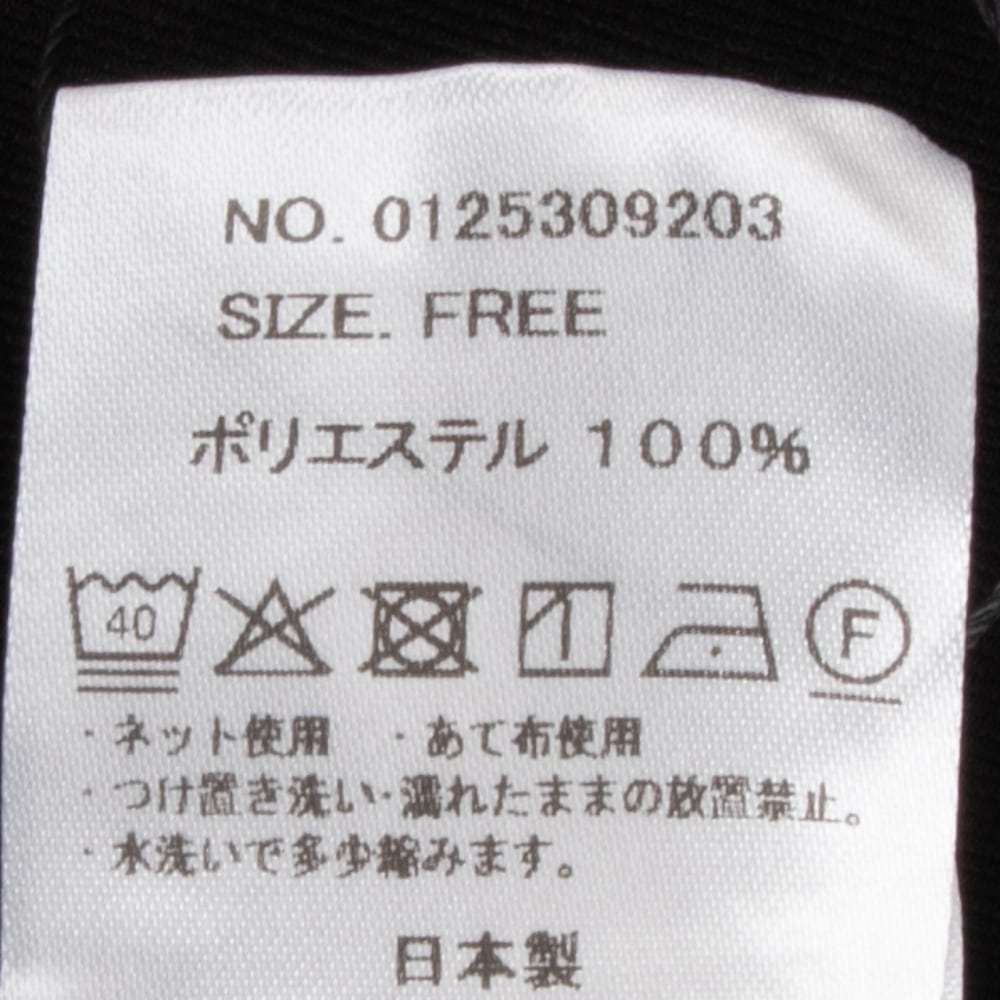 NO. 0125309203
SIZE. FREE
ポリエステル 100%
40 F
・ネット使用 ・あて布使用
・つけ置き洗い・濡れたままの放置禁止。
・水洗いで多少縮みます。
日本製